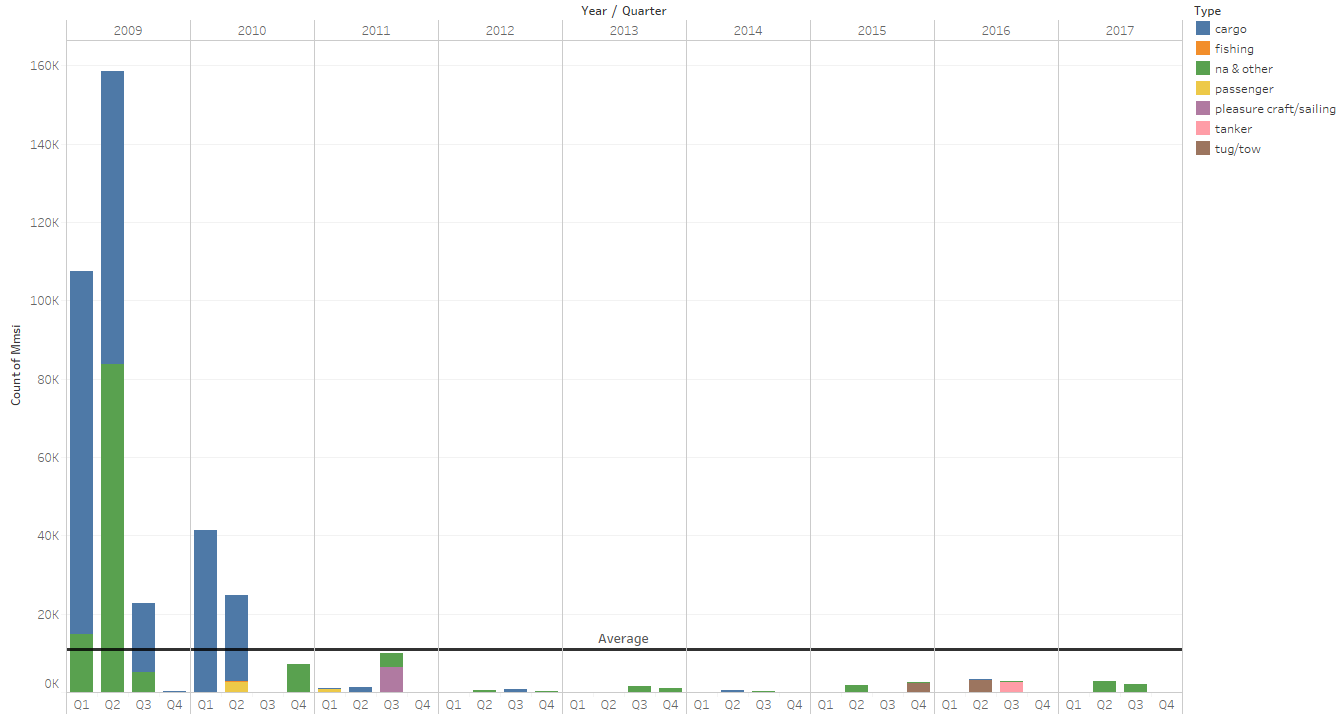 Year / Quarter
2009 2010 2011 2012 2013 2014 2015 2016 2017
Type
cargo
fishing
na & other
passenger
pleasure craft/sailing
tanker
tug/tow
Count of Mmsi
160K
140K
120K
100K
80K
60K
40K
20K
0K
Average
Q1 Q2 Q3 Q4 Q1 Q2 Q3 Q4 Q1 Q2 Q3 Q4 Q1 Q2 Q3 Q4 Q1 Q2 Q3 Q4 Q1 Q2 Q3 Q4 Q1 Q2 Q3 Q4 Q1 Q2 Q3 Q4 Q1 Q2 Q3 Q4